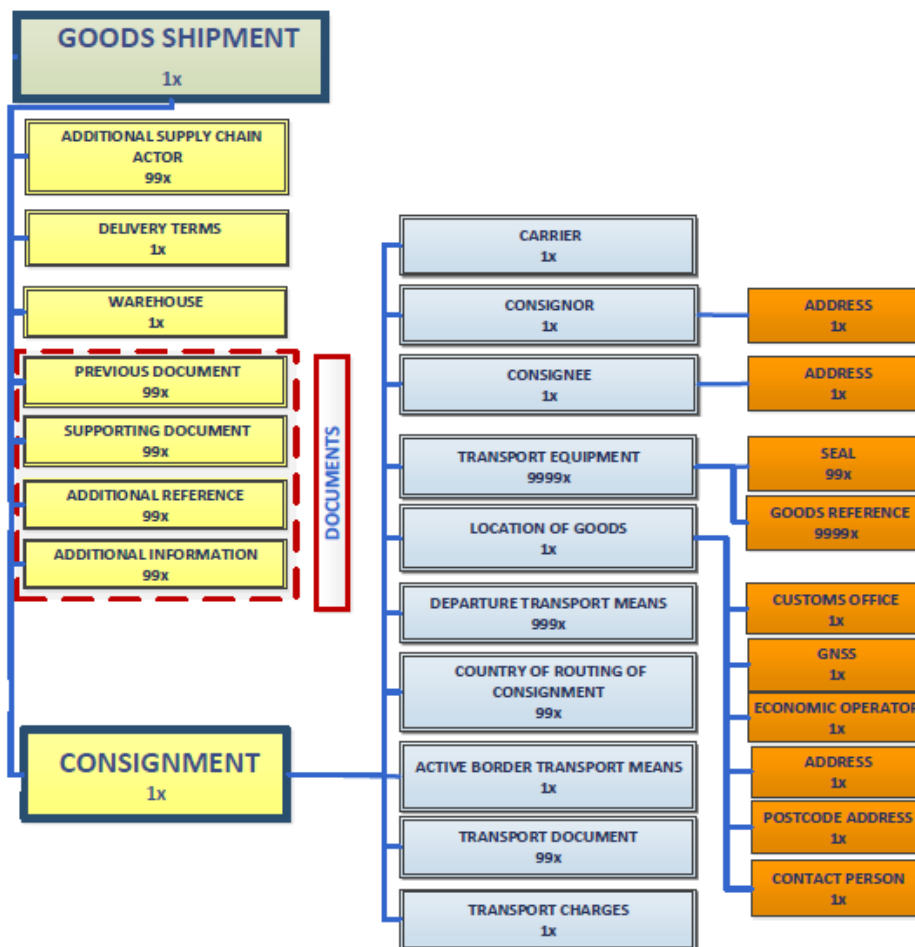 GOODS SHIPMENT
1x
ADDITIONAL SUPPLY CHAIN
ACTOR
99x
DELIVERY TERMS
1x
WAREHOUSE
1x
PREVIOUS DOCUMENT
99x
SUPPORTING DOCUMENT
99x
ADDITIONAL REFERENCE
99x
ADDITIONAL INFORMATION
99x
DOCUMENTS
CONSIGNMENT
1x
CARRIER
1x
CONSIGNOR
1x
CONSIGNEE
1x
TRANSPORT EQUIPMENT
9999x
LOCATION OF GOODS
1x
DEPARTURE TRANSPORT MEANS
999x
COUNTRY OF ROUTING OF
CONSIGNMENT
99x
ACTIVE BORDER TRANSPORT MEANS
1x
TRANSPORT DOCUMENT
99x
TRANSPORT CHARGES
1x
ADDRESS
1x
ADDRESS
1x
SEAL
99x
GOODS REFERENCE
9999x
CUSTOMS OFFICE
1x
GNSS
1x
ECONOMIC OPERATOR
1x
ADDRESS
1x
POSTCODE ADDRESS
1x
CONTACT PERSON
1x